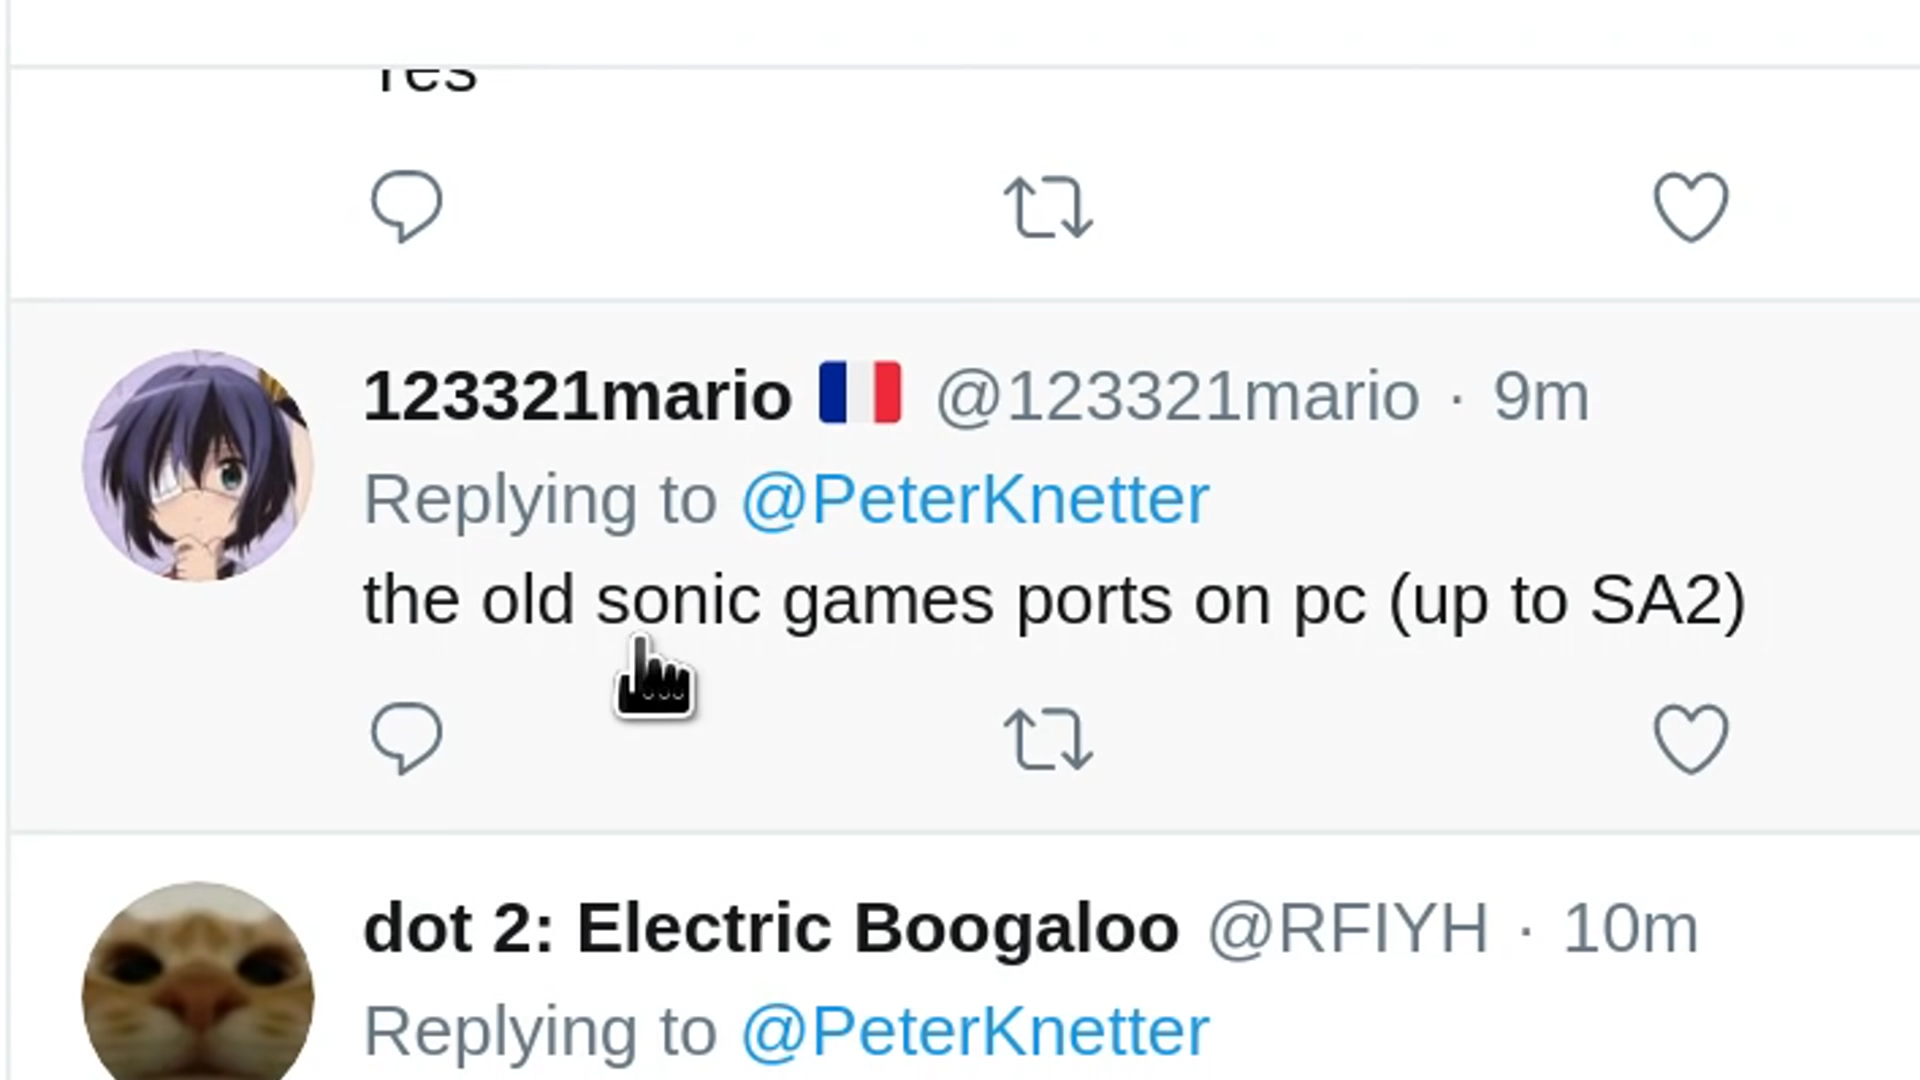 Yes
123321mario 🇫🇷 @123321mario · 9m
Replying to @PeterKnetter
the old sonic games ports on pc (up to SA2)
dot 2: Electric Boogaloo @RFIYH · 10m
Replying to @PeterKnetter